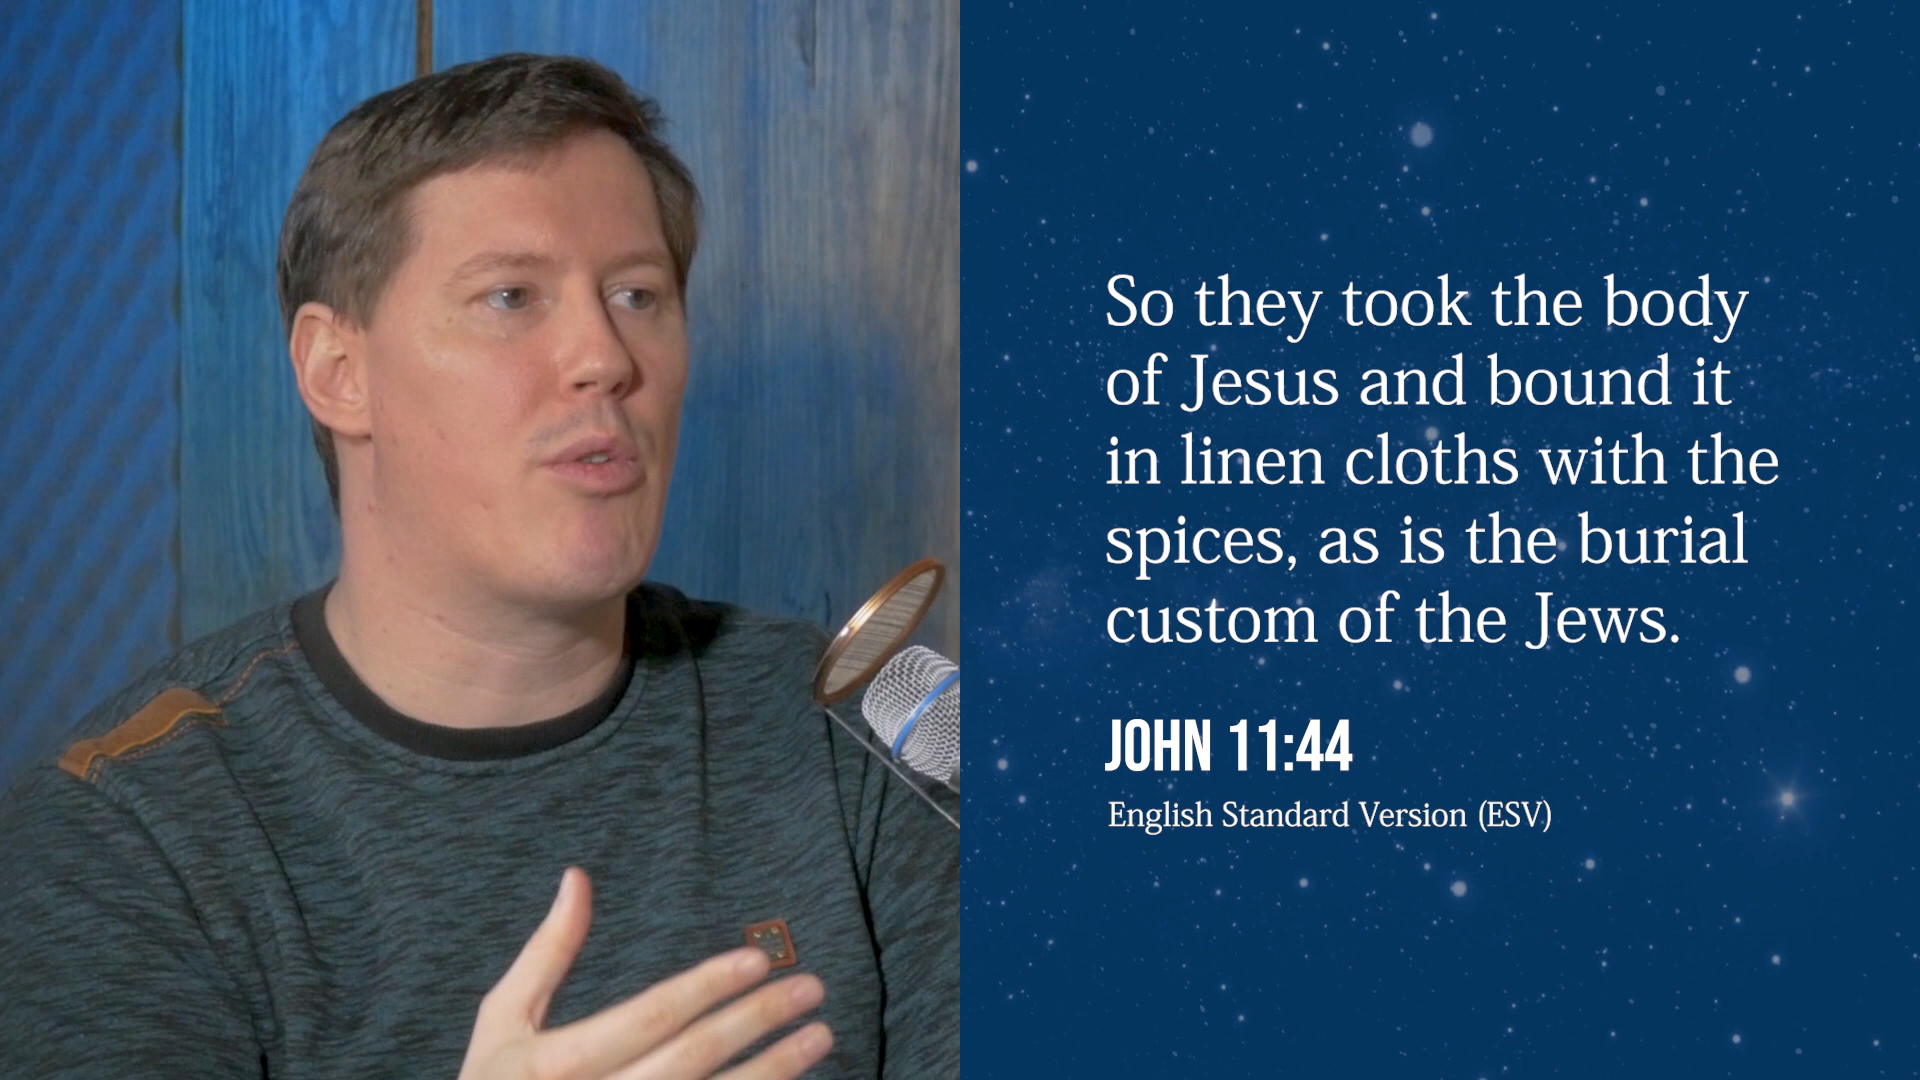 So they took the body
of Jesus and bound it
in linen cloths with the
spices, as is the burial
custom of the Jews.
JOHN 11:44
English Standard Version (ESV)